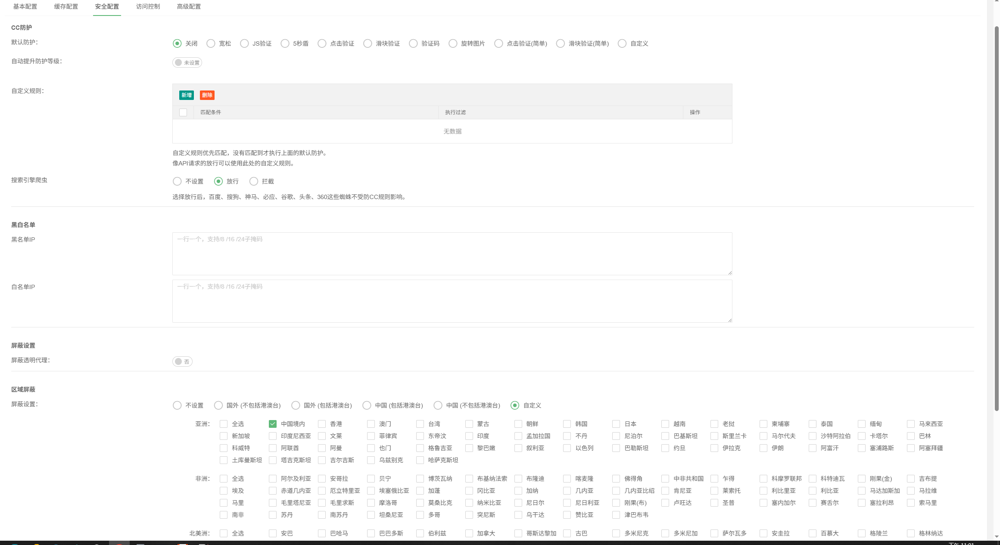 基本配置 缓存配置 安全配置 访问控制 高级配置
CC防护
默认防护： 关闭 宽松 JS验证 5秒盾 点击验证 滑块验证 验证码 旋转图片 点击验证(简单) 滑块验证(简单) 自定义
自动提升防护等级： 未设置
自定义规则： 新增 删除
匹配条件 执行过滤 操作
无数据
自定义规则优先匹配，没有匹配到才执行上面的默认防护。
像API请求的放行可以使用此处的自定义规则。
搜索引擎爬虫 不设置 放行 拦截
选择放行后，百度、搜狗、神马、必应、谷歌、头条、360这些蜘蛛不受防CC规则影响。
黑白名单
黑名单IP 一行一个，支持/8 /16 /24子掩码
白名单IP 一行一个，支持/8 /16 /24子掩码
屏蔽设置
屏蔽透明代理： 否
区域屏蔽
屏蔽设置： 不设置 国外 (不包括港澳台) 国外 (包括港澳台) 中国 (包括港澳台) 中国 (不包括港澳台) 自定义
亚洲： 全选 中国境内 香港 澳门 台湾 蒙古 朝鲜 韩国 日本 越南 老挝 柬埔寨 泰国 缅甸 马来西亚
新加坡 印度尼西亚 文莱 菲律宾 东帝汶 印度 孟加拉国 不丹 尼泊尔 巴基斯坦 斯里兰卡 马尔代夫 沙特阿拉伯 卡塔尔 巴林
科威特 阿联酋 阿曼 也门 格鲁吉亚 黎巴嫩 叙利亚 以色列 巴勒斯坦 约旦 伊拉克 伊朗 阿富汗 塞浦路斯 阿塞拜疆
土库曼斯坦 塔吉克斯坦 吉尔吉斯 乌兹别克 哈萨克斯坦
非洲： 全选 阿尔及利亚 安哥拉 贝宁 博茨瓦纳 布基纳法索 布隆迪 喀麦隆 佛得角 中非共和国 乍得 科摩罗联邦 科特迪瓦 刚果(金) 吉布提
埃及 赤道几内亚 厄立特里亚 埃塞俄比亚 加蓬 冈比亚 加纳 几内亚 几内亚比绍 肯尼亚 莱索托 利比里亚 利比亚 马达加斯加 马拉维
马里 毛里塔尼亚 毛里求斯 摩洛哥 莫桑比克 纳米比亚 尼日尔 尼日利亚 刚果(布) 卢旺达 圣普 塞内加尔 赛舌尔 塞拉利昂 索马里
南非 苏丹 南苏丹 坦桑尼亚 多哥 突尼斯 乌干达 赞比亚 津巴布韦
北美洲： 全选 安巴 巴哈马 巴巴多斯 伯利兹 加拿大 哥斯达黎加 古巴 多米尼克 多米尼加 萨尔瓦多 安圭拉 百慕大 格陵兰 格林纳达